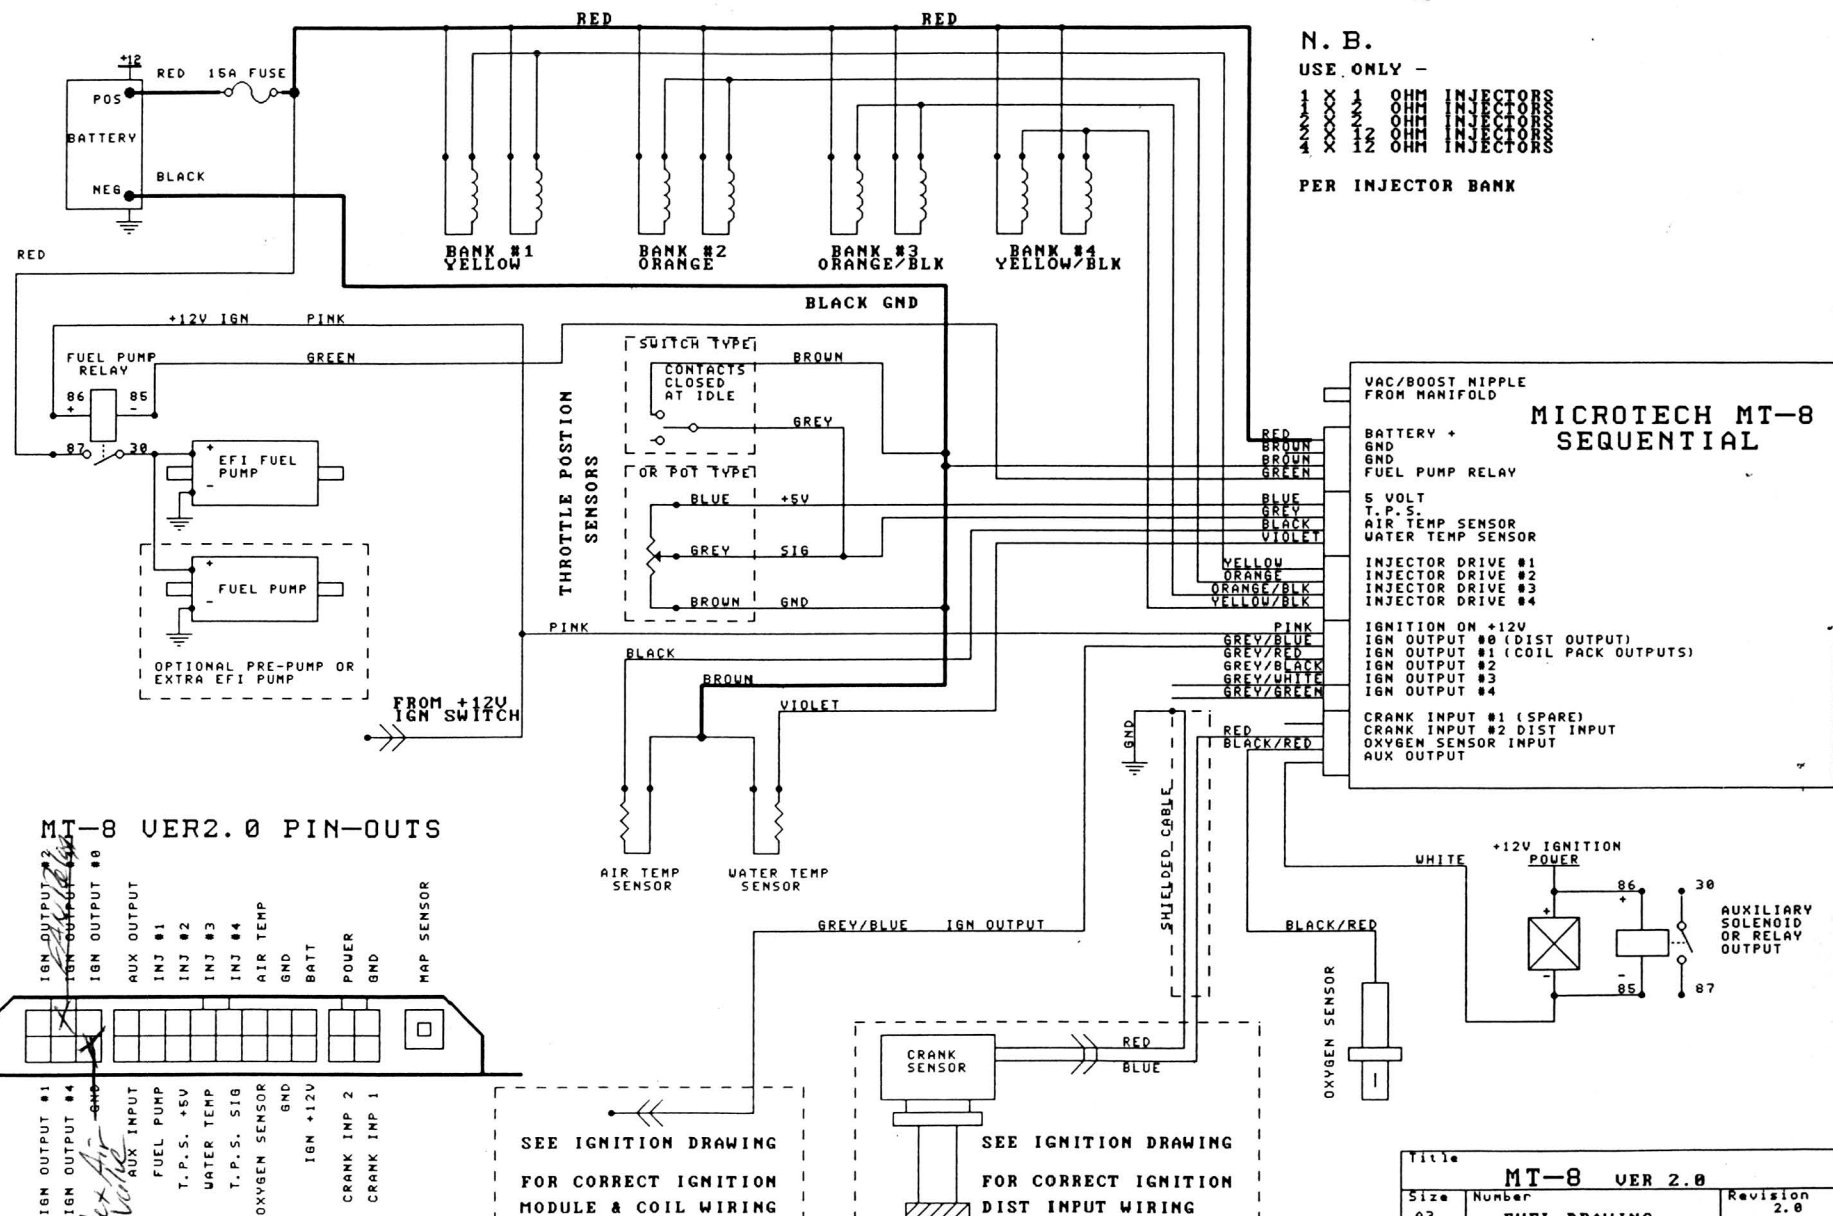 RED
RED
N.B.
USE ONLY -
1 X 1 OHM INJECTORS
1 X 2 OHM INJECTORS
2 X 2 OHM INJECTORS
2 X 12 OHM INJECTORS
4 X 12 OHM INJECTORS
PER INJECTOR BANK
+12
RED 15A FUSE
POS
BATTERY
NEG
BLACK
RED
BANK #1
YELLOW
BANK #2
ORANGE
BANK #3
ORANGE/BLK
BANK #4
YELLOW/BLK
BLACK GND
+12V IGN PINK
GREEN
FUEL PUMP
RELAY
86
+
85
-
87
30
+
EFI FUEL
PUMP
-
+
FUEL PUMP
-
OPTIONAL PRE-PUMP OR
EXTRA EFI PUMP
FROM +12V
IGN SWITCH
THROTTLE POSTION
SENSORS
SWITCH TYPE
CONTACTS
CLOSED
AT IDLE
BROWN
GREY
OR POT TYPE
BLUE +5V
GREY SIG
BROWN GND
PINK
BLACK
BROWN
VIOLET
AIR TEMP
SENSOR
WATER TEMP
SENSOR
MICROTECH MT-8
SEQUENTIAL
VAC/BOOST NIPPLE
FROM MANIFOLD
RED BATTERY +
BROWN GND
BROWN GND
GREEN FUEL PUMP RELAY
BLUE 5 VOLT
GREY T.P.S.
BLACK AIR TEMP SENSOR
VIOLET WATER TEMP SENSOR
YELLOW INJECTOR DRIVE #1
ORANGE INJECTOR DRIVE #2
ORANGE/BLK INJECTOR DRIVE #3
YELLOW/BLK INJECTOR DRIVE #4
PINK IGNITION ON +12V
GREY/BLUE IGN OUTPUT #0 (DIST OUTPUT)
GREY/RED IGN OUTPUT #1 (COIL PACK OUTPUTS)
GREY/BLACK IGN OUTPUT #2
GREY/WHITE IGN OUTPUT #3
GREY/GREEN IGN OUTPUT #4
CRANK INPUT #1 (SPARE)
RED CRANK INPUT #2 DIST INPUT
BLACK/RED OXYGEN SENSOR INPUT
AUX OUTPUT
GND
SHIELDED CABLE
WHITE
+12V IGNITION
POWER
+
-
86
+
-
85
30
87
AUXILIARY
SOLENOID
OR RELAY
OUTPUT
BLACK/RED
OXYGEN SENSOR
GREY/BLUE IGN OUTPUT
MT-8 VER2.0 PIN-OUTS
IGN OUTPUT #2
IGN OUTPUT
IGN OUTPUT #0
AUX OUTPUT
INJ #1
INJ #2
INJ #3
INJ #4
AIR TEMP
GND
BATT
POWER
GND
MAP SENSOR
IGN OUTPUT #1
IGN OUTPUT #4
GND
AUX INPUT
FUEL PUMP
T.P.S. +5V
WATER TEMP
T.P.S. SIG
OXYGEN SENSOR
GND
IGN +12V
CRANK INP 2
CRANK INP 1
Air
Valve
SEE IGNITION DRAWING
FOR CORRECT IGNITION
MODULE & COIL WIRING
CRANK
SENSOR
RED
BLUE
SEE IGNITION DRAWING
FOR CORRECT IGNITION
DIST INPUT WIRING
Title
MT-8 VER 2.0
Size
Number
Revision
2.0
A3
FUEL DRAWING